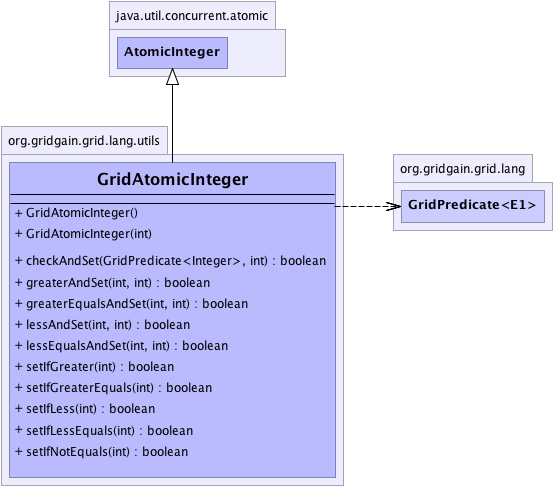 java.util.concurrent.atomic
AtomicInteger
org.gridgain.grid.lang.utils
GridAtomicInteger
+ GridAtomicInteger()
+ GridAtomicInteger(int)
+ checkAndSet(GridPredicate<Integer>, int) : boolean
+ greaterAndSet(int, int) : boolean
+ greaterEqualsAndSet(int, int) : boolean
+ lessAndSet(int, int) : boolean
+ lessEqualsAndSet(int, int) : boolean
+ setIfGreater(int) : boolean
+ setIfGreaterEquals(int) : boolean
+ setIfLess(int) : boolean
+ setIfLessEquals(int) : boolean
+ setIfNotEquals(int) : boolean
org.gridgain.grid.lang
GridPredicate<E1>